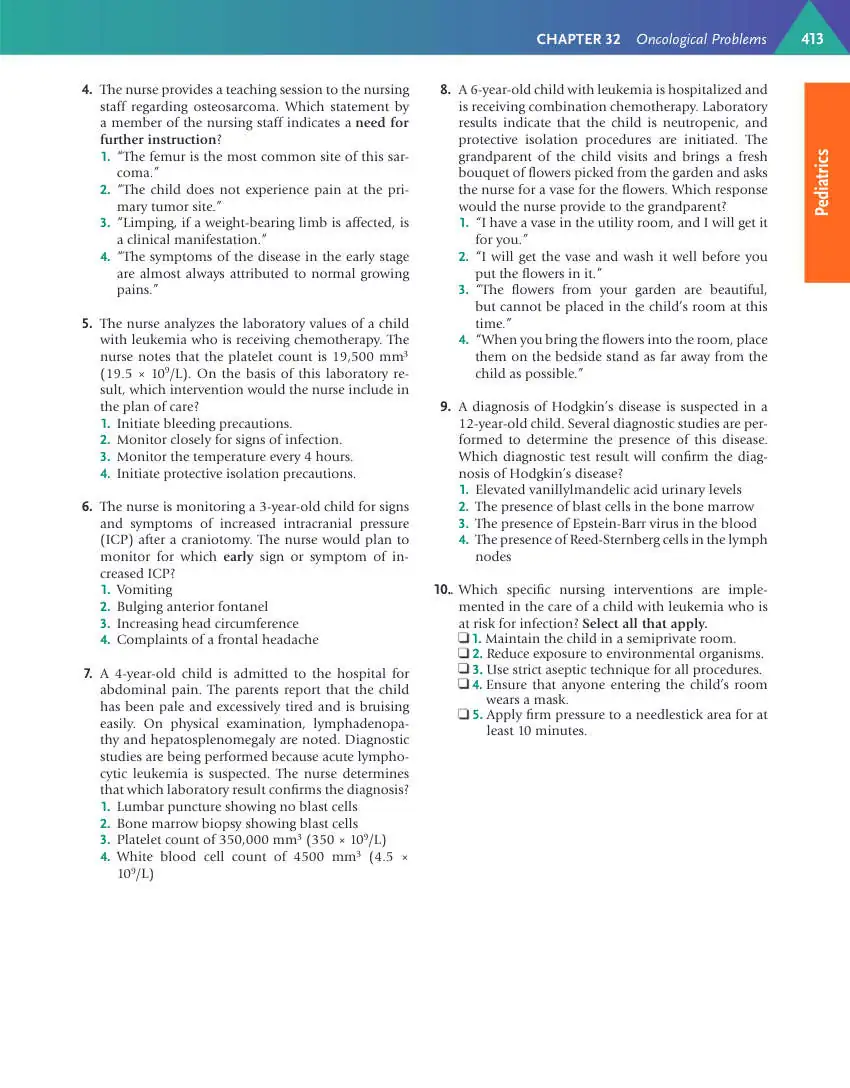 CHAPTER 32 Oncological Problems 413
4. The nurse provides a teaching session to the nursing
staff regarding osteosarcoma. Which statement by
a member of the nursing staff indicates a need for
further instruction?
1. “The femur is the most common site of this sar-
coma.”
2. “The child does not experience pain at the pri-
mary tumor site.”
3. “Limping, if a weight-bearing limb is affected, is
a clinical manifestation.”
4. “The symptoms of the disease in the early stage
are almost always attributed to normal growing
pains.”
5. The nurse analyzes the laboratory values of a child
with leukemia who is receiving chemotherapy. The
nurse notes that the platelet count is 19,500 mm³
(19.5 × 10⁹/L). On the basis of this laboratory re-
sult, which intervention would the nurse include in
the plan of care?
1. Initiate bleeding precautions.
2. Monitor closely for signs of infection.
3. Monitor the temperature every 4 hours.
4. Initiate protective isolation precautions.
6. The nurse is monitoring a 3-year-old child for signs
and symptoms of increased intracranial pressure
(ICP) after a craniotomy. The nurse would plan to
monitor for which early sign or symptom of in-
creased ICP?
1. Vomiting
2. Bulging anterior fontanel
3. Increasing head circumference
4. Complaints of a frontal headache
7. A 4-year-old child is admitted to the hospital for
abdominal pain. The parents report that the child
has been pale and excessively tired and is bruising
easily. On physical examination, lymphadenopa-
thy and hepatosplenomegaly are noted. Diagnostic
studies are being performed because acute lympho-
cytic leukemia is suspected. The nurse determines
that which laboratory result confirms the diagnosis?
1. Lumbar puncture showing no blast cells
2. Bone marrow biopsy showing blast cells
3. Platelet count of 350,000 mm³ (350 × 10⁹/L)
4. White blood cell count of 4500 mm³ (4.5 ×
10⁹/L)
8. A 6-year-old child with leukemia is hospitalized and
is receiving combination chemotherapy. Laboratory
results indicate that the child is neutropenic, and
protective isolation procedures are initiated. The
grandparent of the child visits and brings a fresh
bouquet of flowers picked from the garden and asks
the nurse for a vase for the flowers. Which response
would the nurse provide to the grandparent?
1. “I have a vase in the utility room, and I will get it
for you.”
2. “I will get the vase and wash it well before you
put the flowers in it.”
3. “The flowers from your garden are beautiful,
but cannot be placed in the child’s room at this
time.”
4. “When you bring the flowers into the room, place
them on the bedside stand as far away from the
child as possible.”
9. A diagnosis of Hodgkin’s disease is suspected in a
12-year-old child. Several diagnostic studies are per-
formed to determine the presence of this disease.
Which diagnostic test result will confirm the diag-
nosis of Hodgkin’s disease?
1. Elevated vanillylmandelic acid urinary levels
2. The presence of blast cells in the bone marrow
3. The presence of Epstein-Barr virus in the blood
4. The presence of Reed-Sternberg cells in the lymph
nodes
10.. Which specific nursing interventions are imple-
mented in the care of a child with leukemia who is
at risk for infection? Select all that apply.
❑ 1. Maintain the child in a semiprivate room.
❑ 2. Reduce exposure to environmental organisms.
❑ 3. Use strict aseptic technique for all procedures.
❑ 4. Ensure that anyone entering the child’s room
wears a mask.
❑ 5. Apply firm pressure to a needlestick area for at
least 10 minutes.
Pediatrics